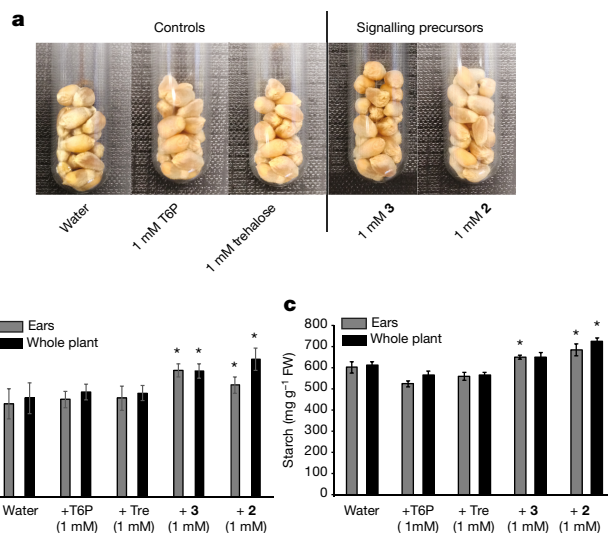 a
Controls
Signalling precursors
Water
1 mM T6P
1 mM trehalose
1 mM 3
1 mM 2
Ears
Whole plant
* * * *
Water
+T6P (1 mM)
+ Tre (1 mM)
+ 3 (1 mM)
+ 2 (1 mM)
c
Ears
Whole plant
Starch (mg g⁻¹ FW)
800
700
600
500
400
300
200
100
0
* * *
Water
+T6P ( 1mM)
+ Tre (1 mM)
+ 3 (1 mM)
+ 2 (1 mM)